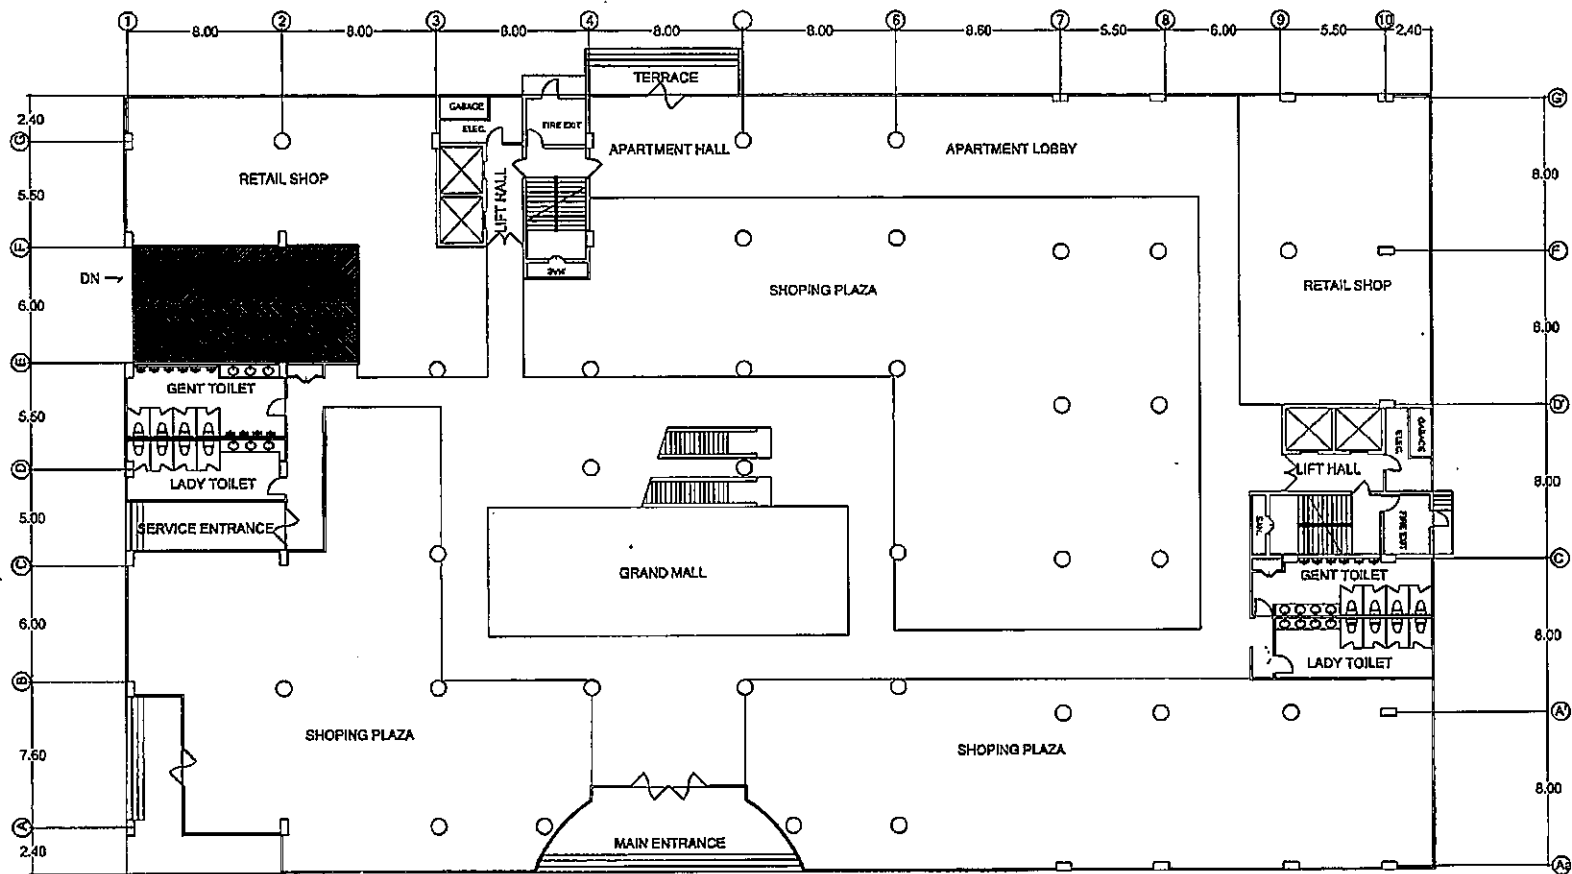 1 2 3 4 6 7 8 9 10
8.00 8.00 8.00 8.00 8.00 8.60 5.50 6.00 5.50 2.40
TERRACE
G'
2.40
GABAGE
ELEC.
FIRE EXIT
G
APARTMENT HALL
APARTMENT LOBBY
RETAIL SHOP
LIFT HALL
5.50
8.00
F
F'
DN
SHOPING PLAZA
RETAIL SHOP
6.00
8.00
E
GENT TOILET
D'
5.50
GABAGE
ELEC.
LIFT HALL
D
LADY TOILET
8.00
5.00
SERVICE ENTRANCE
FIRE EXIT
C
C'
GRAND MALL
GENT TOILET
6.00
8.00
LADY TOILET
B
A'
SHOPING PLAZA
SHOPING PLAZA
7.60
8.00
A
MAIN ENTRANCE
2.40